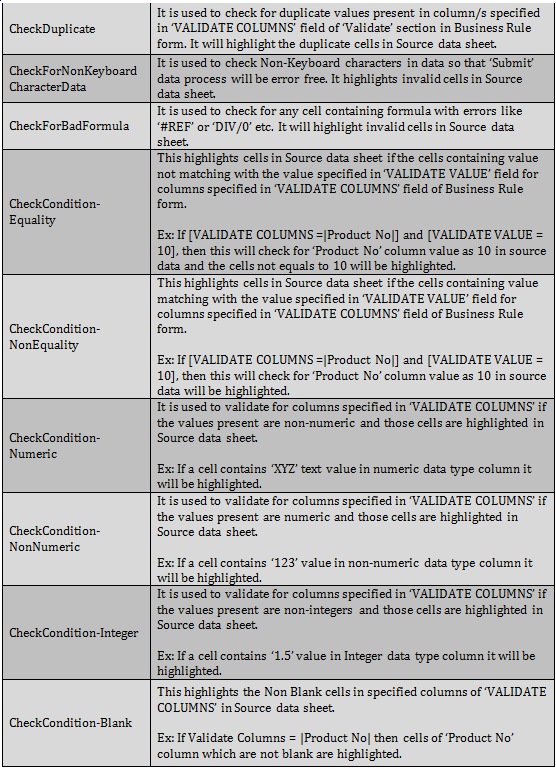 CheckDuplicate
It is used to check for duplicate values present in column/s specified
in ‘VALIDATE COLUMNS’ field of ‘Validate’ section in Business Rule
form. It will highlight the duplicate cells in Source data sheet.
CheckForNonKeyboard
CharacterData
It is used to check Non-Keyboard characters in data so that ‘Submit’
data process will be error free. It highlights invalid cells in Source
data sheet.
CheckForBadFormula
It is used to check for any cell containing formula with errors like
‘#REF’ or ‘DIV/0’ etc. It will highlight invalid cells in Source data
sheet.
CheckCondition-
Equality
This highlights cells in Source data sheet if the cells containing value
not matching with the value specified in ‘VALIDATE VALUE’ field for
columns specified in ‘VALIDATE COLUMNS’ field of Business Rule
form.
Ex: If [VALIDATE COLUMNS =|Product No|] and [VALIDATE VALUE =
10], then this will check for ‘Product No’ column value as 10 in source
data and the cells not equals to 10 will be highlighted.
CheckCondition-
NonEquality
This highlights cells in Source data sheet if the cells containing value
matching with the value specified in ‘VALIDATE VALUE’ field for
columns specified in ‘VALIDATE COLUMNS’ field of Business Rule
form.
Ex: If [VALIDATE COLUMNS =|Product No|] and [VALIDATE VALUE =
10], then this will check for ‘Product No’ column value as 10 in source
data will be highlighted.
CheckCondition-
Numeric
It is used to validate for columns specified in ‘VALIDATE COLUMNS’ if
the values present are non-numeric and those cells are highlighted in
Source data sheet.
Ex: If a cell contains ‘XYZ’ text value in numeric data type column it
will be highlighted.
CheckCondition-
NonNumeric
It is used to validate for columns specified in ‘VALIDATE COLUMNS’ if
the values present are numeric and those cells are highlighted in
Source data sheet.
Ex: If a cell contains ‘123’ value in non-numeric data type column it
will be highlighted.
CheckCondition-Integer
It is used to validate for columns specified in ‘VALIDATE COLUMNS’ if
the values present are non-integers and those cells are highlighted in
Source data sheet.
Ex: If a cell contains ‘1.5’ value in Integer data type column it will be
highlighted.
CheckCondition-Blank
This highlights the Non Blank cells in specified columns of ‘VALIDATE
COLUMNS’ in Source data sheet.
Ex: If Validate Columns = |Product No| then cells of ‘Product No’
column which are not blank are highlighted.